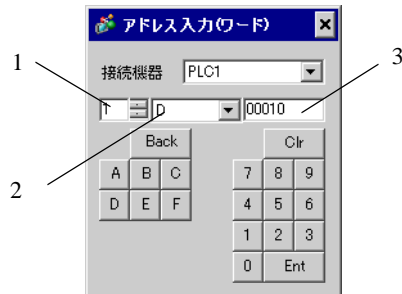 アドレス入力(ワード)
1
3
接続機器 PLC1
1 D 00010
2
Back Clr
A B C 7 8 9
D E F 4 5 6
1 2 3
0 Ent